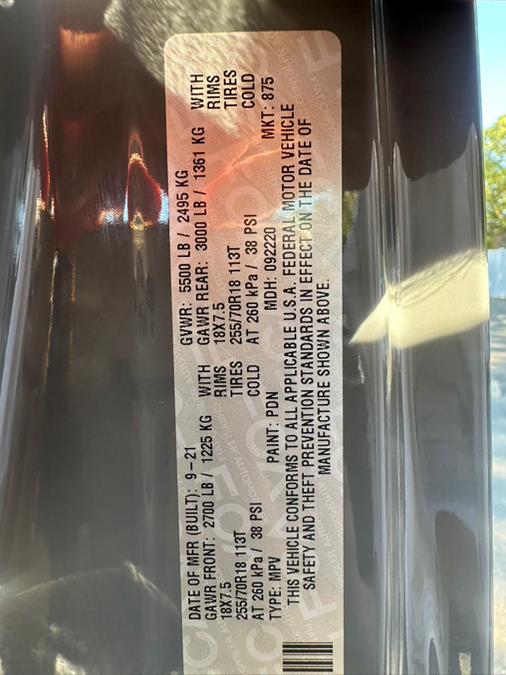 DATE OF MFR (BUILT): 9-21 GVWR: 5500 LB / 2495 KG
GAWR FRONT: 2700 LB / 1225 KG WITH GAWR REAR: 3000 LB / 1361 KG WITH
18X7.5 RIMS 18X7.5 RIMS
255/70R18 113T TIRES 255/70R18 113T TIRES
AT 260 kPa / 38 PSI COLD AT 260 kPa / 38 PSI COLD
TYPE: MPV PAINT: PDN MDH: 092220 MKT: 875
THIS VEHICLE CONFORMS TO ALL APPLICABLE U.S.A. FEDERAL MOTOR VEHICLE
SAFETY AND THEFT PREVENTION STANDARDS IN EFFECT ON THE DATE OF
MANUFACTURE SHOWN ABOVE.